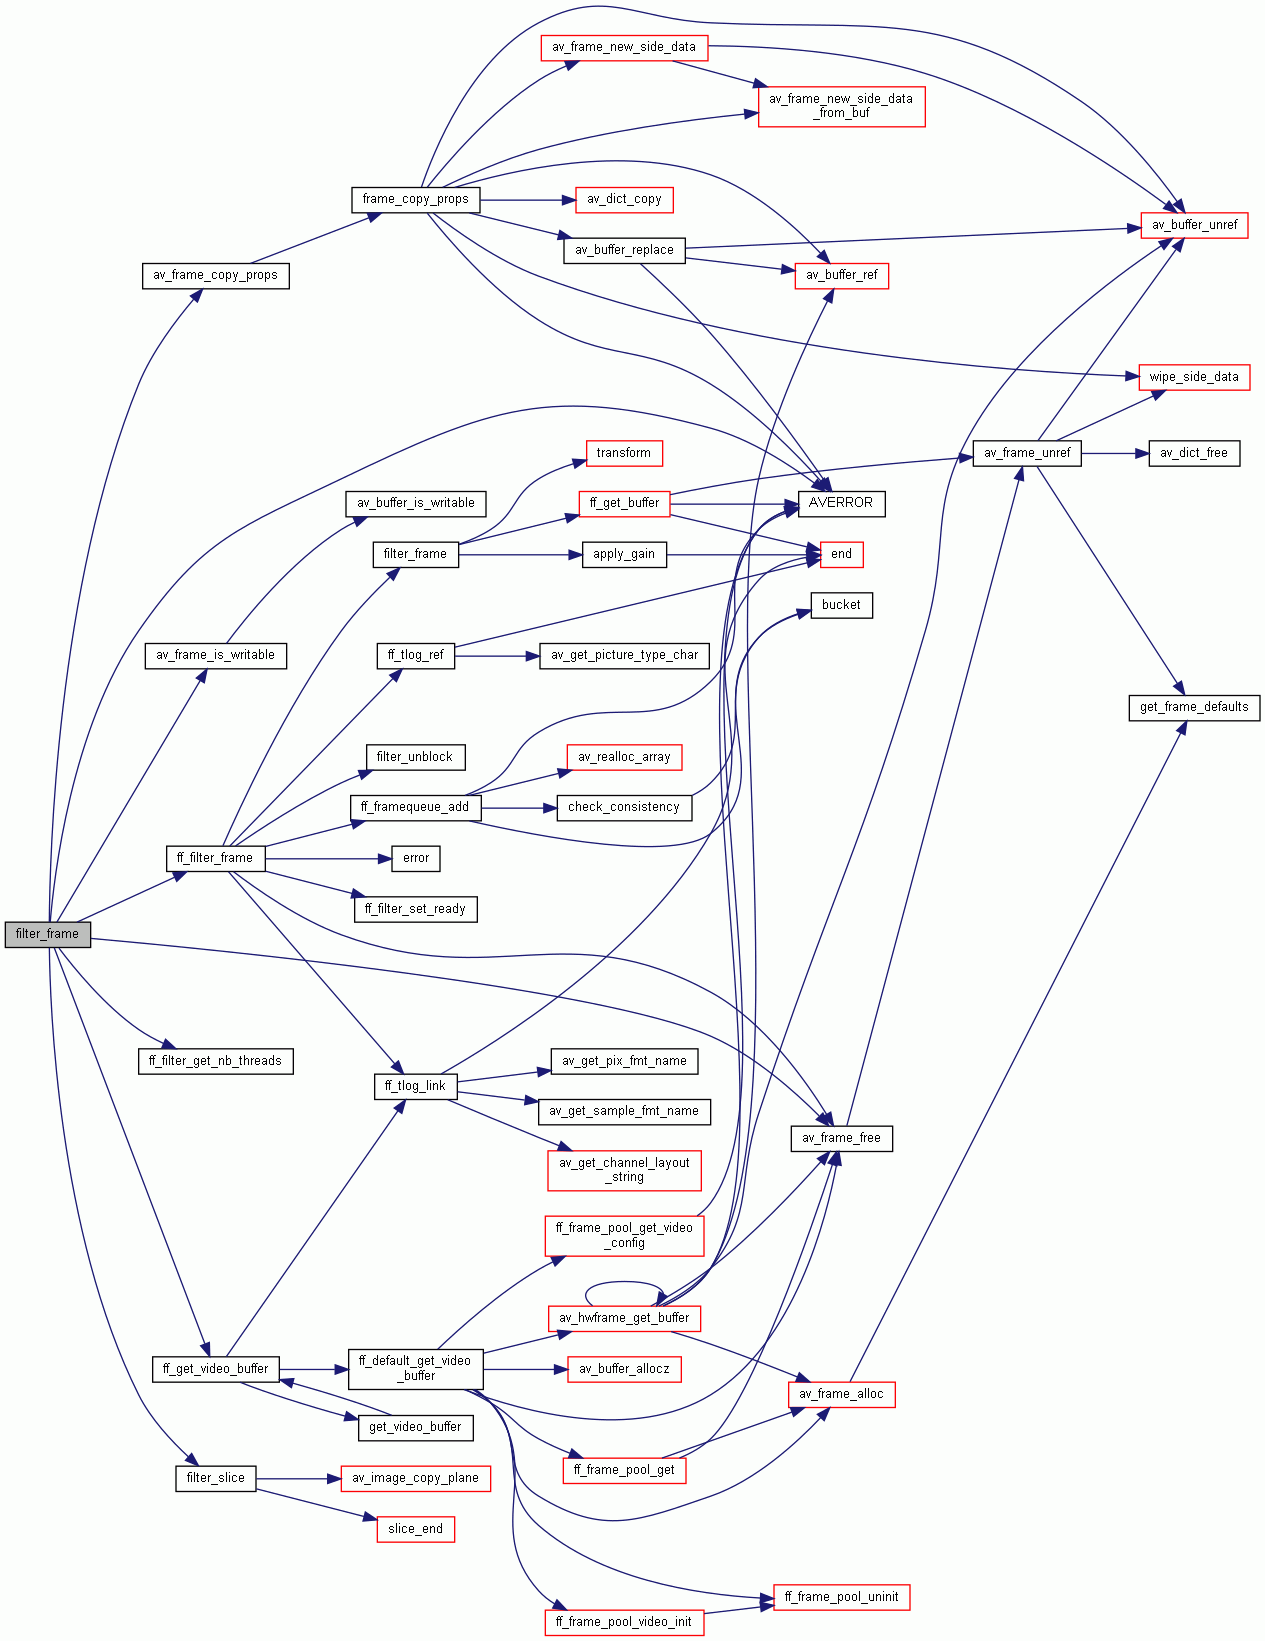 av_frame_new_side_data
av_frame_new_side_data
_from_buf
frame_copy_props
av_dict_copy
av_buffer_unref
av_buffer_replace
av_frame_copy_props
av_buffer_ref
wipe_side_data
transform
av_frame_unref
av_dict_free
av_buffer_is_writable
ff_get_buffer
AVERROR
filter_frame
apply_gain
end
bucket
av_frame_is_writable
ff_tlog_ref
av_get_picture_type_char
get_frame_defaults
filter_unblock
av_realloc_array
ff_framequeue_add
check_consistency
ff_filter_frame
error
ff_filter_set_ready
filter_frame
ff_filter_get_nb_threads
av_get_pix_fmt_name
ff_tlog_link
av_get_sample_fmt_name
av_frame_free
av_get_channel_layout
_string
ff_frame_pool_get_video
_config
av_hwframe_get_buffer
ff_get_video_buffer
ff_default_get_video
_buffer
av_buffer_allocz
av_frame_alloc
get_video_buffer
filter_slice
av_image_copy_plane
ff_frame_pool_get
slice_end
ff_frame_pool_uninit
ff_frame_pool_video_init